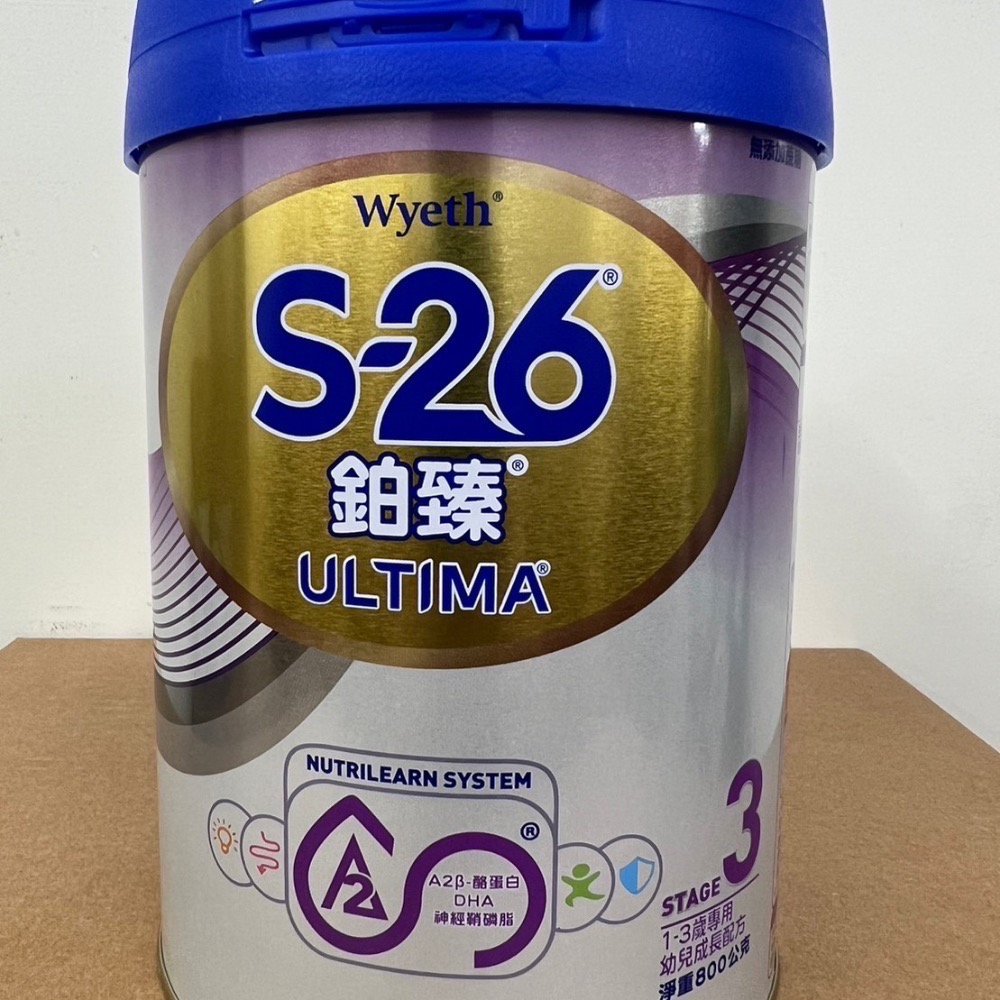 無添加蔗糖
Wyeth®
S-26®
鉑臻®
ULTIMA®
NUTRILEARN SYSTEM
A2
®
A2β-酪蛋白
DHA
神經鞘磷脂
STAGE 3
1-3歲專用
幼兒成長配方
淨重800公克